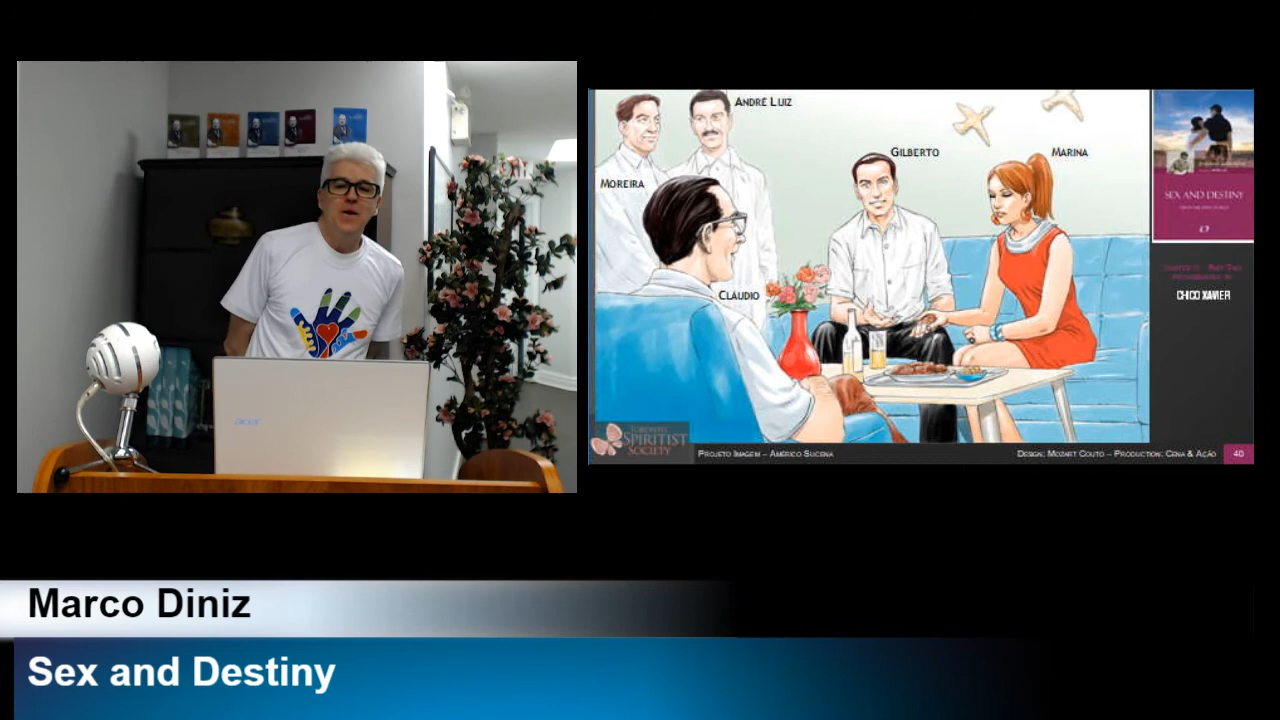 acer
ANDRÉ LUIZ
GILBERTO
MARINA
MOREIRA
CLÁUDIO
SEX AND DESTINY
CHICO XAVIER
TORONTO
SPIRITIST
SOCIETY
PROJETO IMAGEM – AMÉRICO SUCENA
DESIGN: MOZART COUTO – PRODUCTION: CENA & AÇÃO
40
Marco Diniz
Sex and Destiny